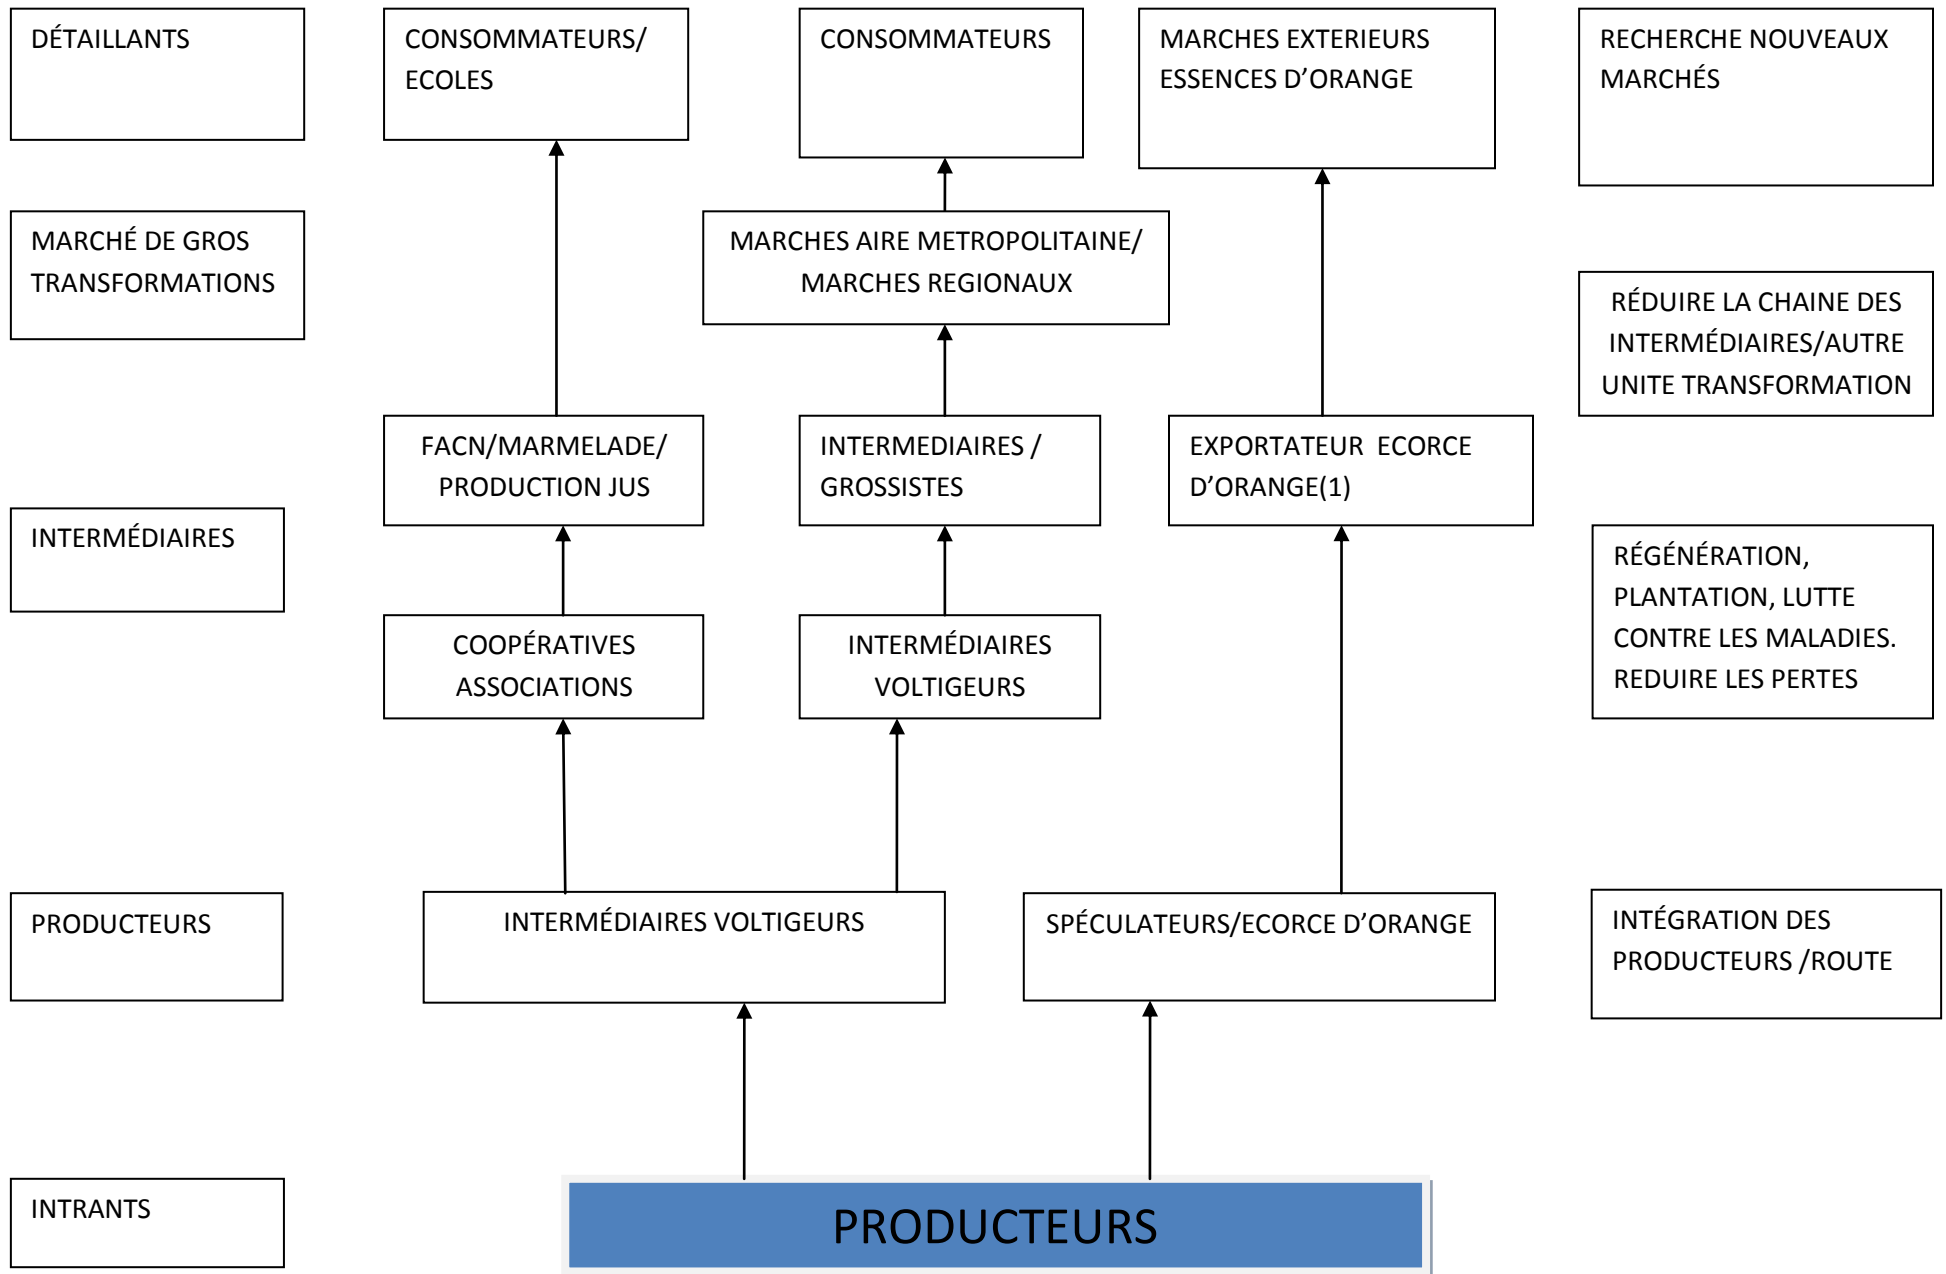 DÉTAILLANTS
CONSOMMATEURS/
ECOLES
CONSOMMATEURS
MARCHES EXTERIEURS
ESSENCES D’ORANGE
RECHERCHE NOUVEAUX
MARCHÉS
MARCHÉ DE GROS
TRANSFORMATIONS
MARCHES AIRE METROPOLITAINE/
MARCHES REGIONAUX
RÉDUIRE LA CHAINE DES
INTERMÉDIAIRES/AUTRE
UNITE TRANSFORMATION
FACN/MARMELADE/
PRODUCTION JUS
INTERMEDIAIRES /
GROSSISTES
EXPORTATEUR ECORCE
D’ORANGE(1)
INTERMÉDIAIRES
RÉGÉNÉRATION,
PLANTATION, LUTTE
CONTRE LES MALADIES.
REDUIRE LES PERTES
COOPÉRATIVES
ASSOCIATIONS
INTERMÉDIAIRES
VOLTIGEURS
PRODUCTEURS
INTERMÉDIAIRES VOLTIGEURS
SPÉCULATEURS/ECORCE D’ORANGE
INTÉGRATION DES
PRODUCTEURS /ROUTE
INTRANTS
PRODUCTEURS